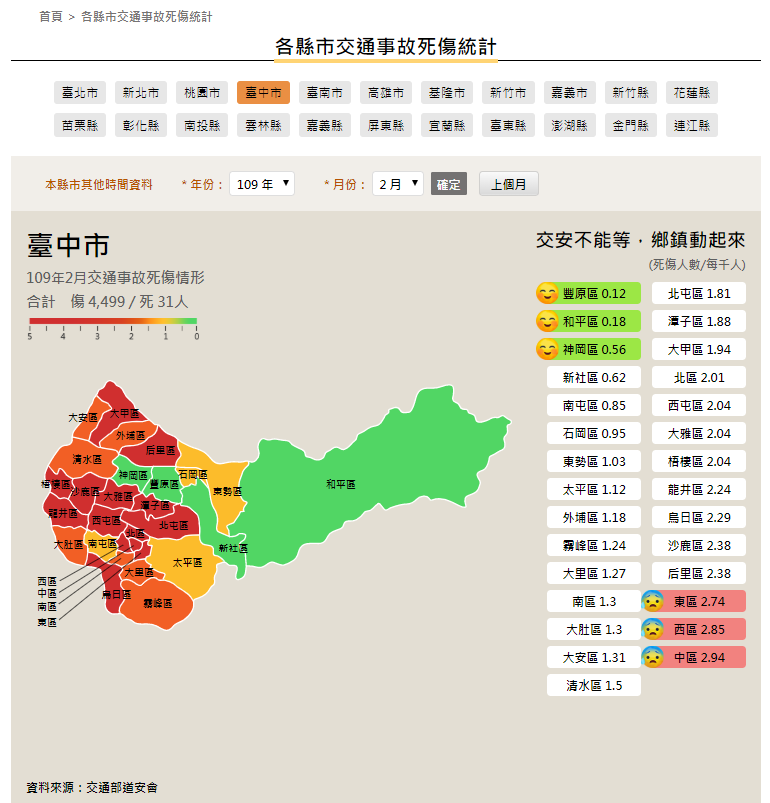 首頁 > 各縣市交通事故死傷統計
各縣市交通事故死傷統計
臺北市 新北市 桃園市 臺中市 臺南市 高雄市 基隆市 新竹市 嘉義市 新竹縣 花蓮縣
苗栗縣 彰化縣 南投縣 雲林縣 嘉義縣 屏東縣 宜蘭縣 臺東縣 澎湖縣 金門縣 連江縣
本縣市其他時間資料 * 年份： 109 年 * 月份： 2 月 確定 上個月
臺中市
109年2月交通事故死傷情形
合計 傷 4,499 / 死 31人
5 4 3 2 1 0
大安區
大甲區
外埔區
后里區
清水區
神岡區
石岡區
豐原區
東勢區
和平區
梧棲區
沙鹿區
大雅區
潭子區
龍井區
西屯區
北屯區
北區
大肚區
南屯區
新社區
太平區
大里區
西區
中區
南區
東區
烏日區
霧峰區
交安不能等．鄉鎮動起來
(死傷人數/每千人)
豐原區 0.12 北屯區 1.81
和平區 0.18 潭子區 1.88
神岡區 0.56 大甲區 1.94
新社區 0.62 北區 2.01
南屯區 0.85 西屯區 2.04
石岡區 0.95 大雅區 2.04
東勢區 1.03 梧棲區 2.04
太平區 1.12 龍井區 2.24
外埔區 1.18 烏日區 2.29
霧峰區 1.24 沙鹿區 2.38
大里區 1.27 后里區 2.38
南區 1.3 東區 2.74
大肚區 1.3 西區 2.85
大安區 1.31 中區 2.94
清水區 1.5
資料來源：交通部道安會